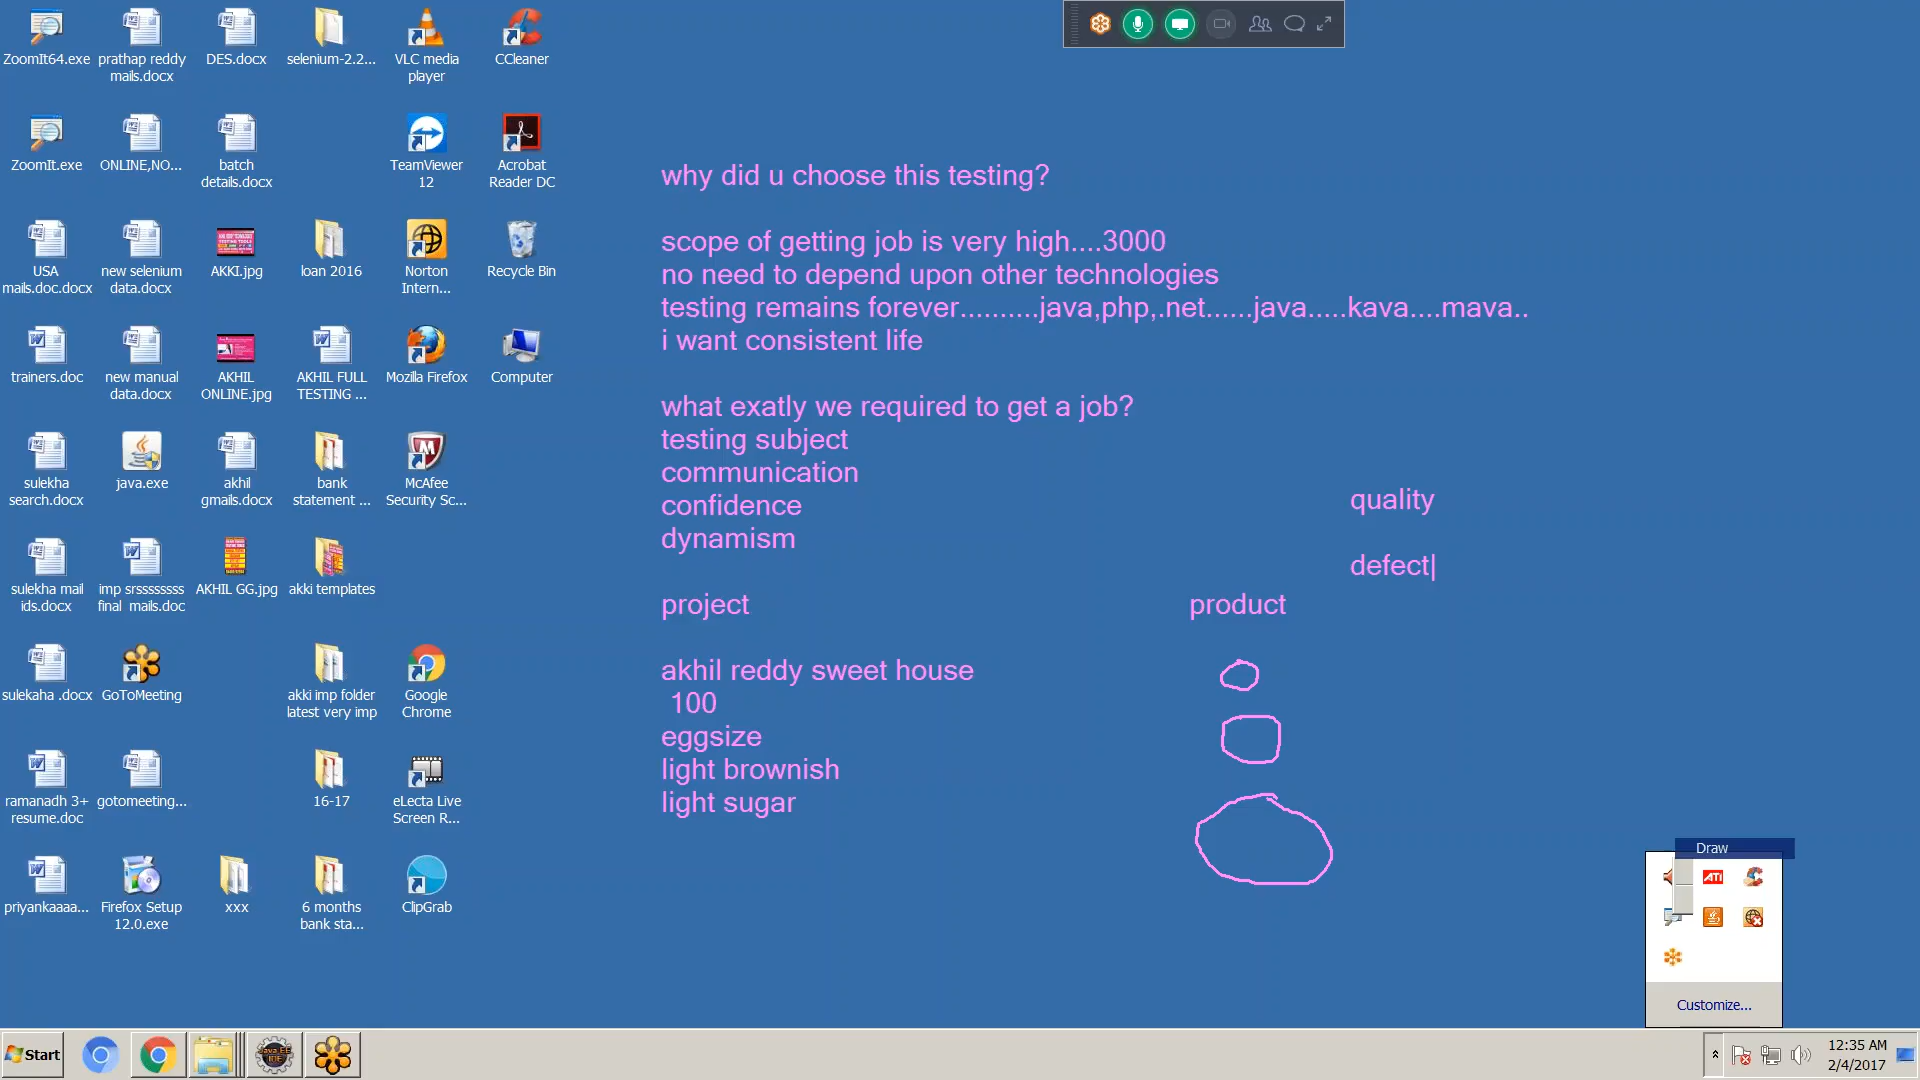 ZoomIt64.exe
prathap reddy
mails.docx
DES.docx
selenium-2.2...
VLC media
player
CCleaner
ZoomIt.exe
ONLINE,NO...
batch
details.docx
TeamViewer
12
Acrobat
Reader DC
USA
mails.doc.docx
new selenium
data.docx
AKKI.jpg
loan 2016
Norton
Intern...
Recycle Bin
trainers.doc
new manual
data.docx
AKHIL
ONLINE.jpg
AKHIL FULL
TESTING ...
Mozilla Firefox
Computer
sulekha
search.docx
java.exe
akhil
gmails.docx
bank
statement ...
McAfee
Security Sc...
sulekha mail
ids.docx
imp srsssssssss
final mails.doc
AKHIL GG.jpg
akki templates
sulekaha .docx
GoToMeeting
akki imp folder
latest very imp
Google
Chrome
ramanadh 3+
resume.doc
gotomeeting...
16-17
eLecta Live
Screen R...
priyankaaaa...
Firefox Setup
12.0.exe
xxx
6 months
bank sta...
ClipGrab
why did u choose this testing?
scope of getting job is very high....3000
no need to depend upon other technologies
testing remains forever..........java,php,.net......java.....kava....mava..
i want consistent life
what exatly we required to get a job?
testing subject
communication
confidence
dynamism
quality
defect
project
product
akhil reddy sweet house
100
eggsize
light brownish
light sugar
Draw
ATI
Customize...
Start
Java EE
IDE
12:35 AM
2/4/2017